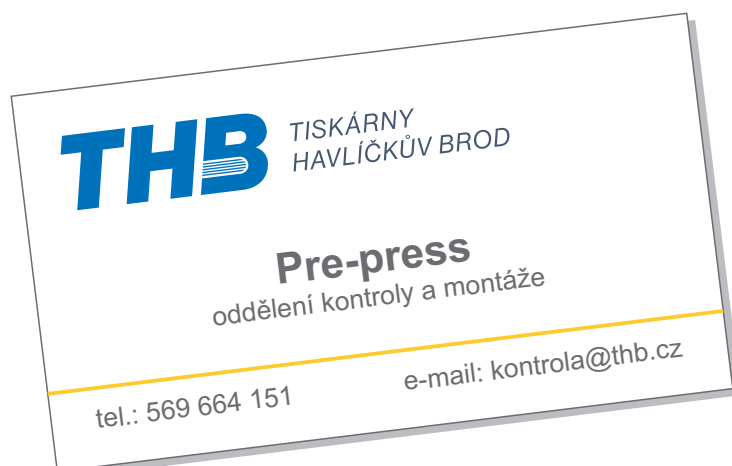 THB
TISKÁRNY
HAVLÍČKŮV BROD
Pre-press
oddělení kontroly a montáže
tel.: 569 664 151 e-mail: kontrola@thb.cz